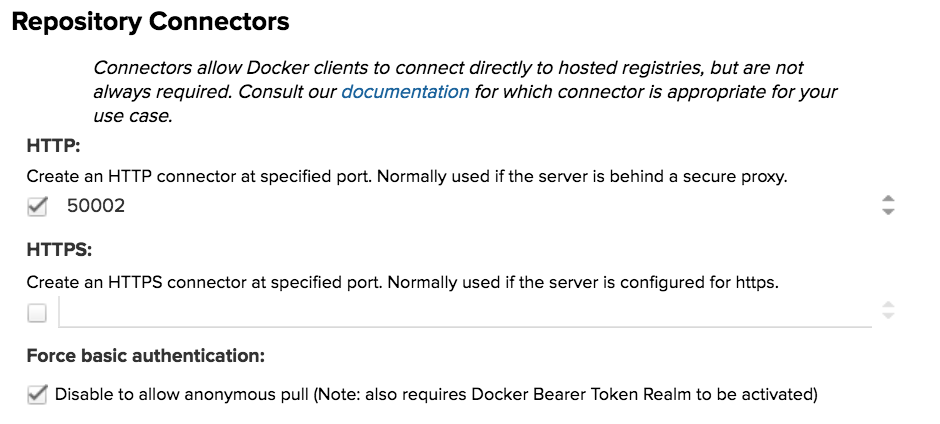 Repository Connectors
Connectors allow Docker clients to connect directly to hosted registries, but are not
always required. Consult our documentation for which connector is appropriate for your
use case.
HTTP:
Create an HTTP connector at specified port. Normally used if the server is behind a secure proxy.
50002
HTTPS:
Create an HTTPS connector at specified port. Normally used if the server is configured for https.
Force basic authentication:
Disable to allow anonymous pull (Note: also requires Docker Bearer Token Realm to be activated)